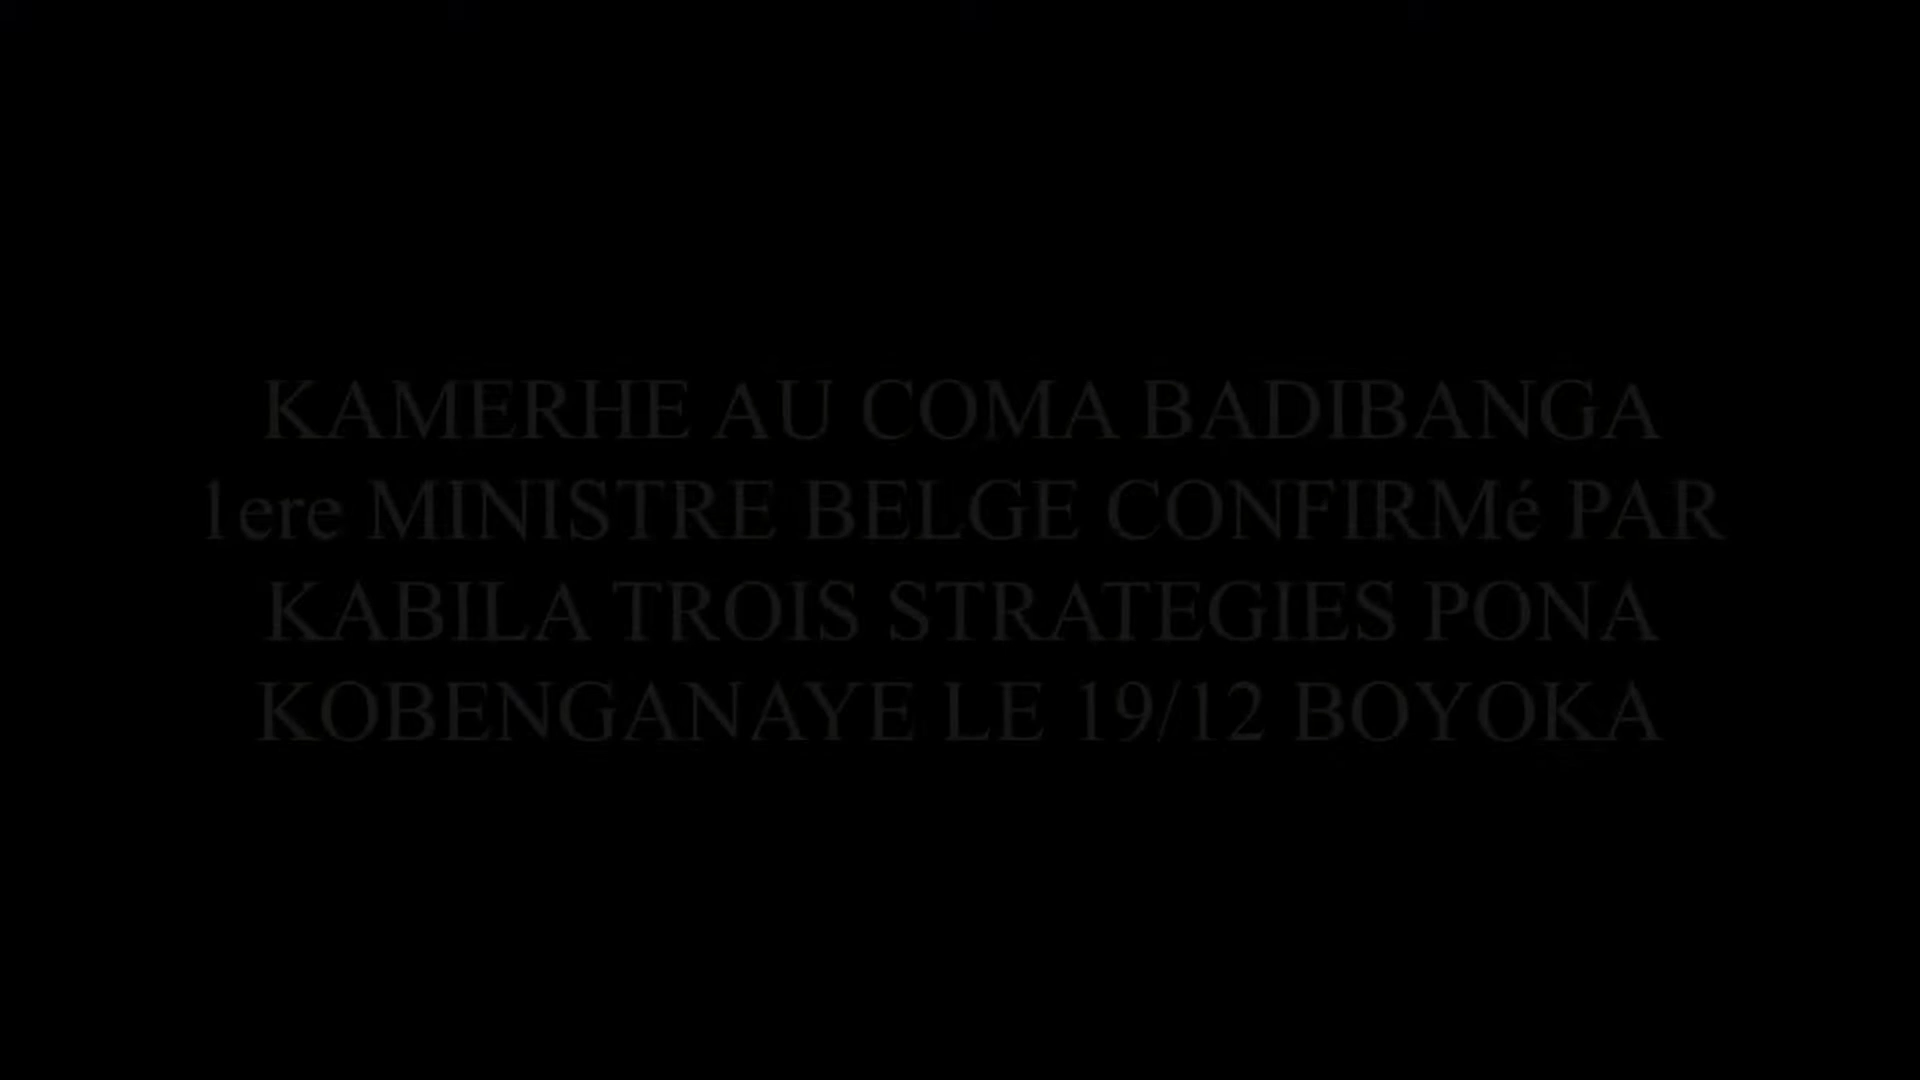 KAMERHE AU COMA BADIBANGA
1ere MINISTRE BELGE CONFIRMé PAR
KABILA TROIS STRATEGIES PONA
KOBENGANAYE LE 19/12 BOYOKA